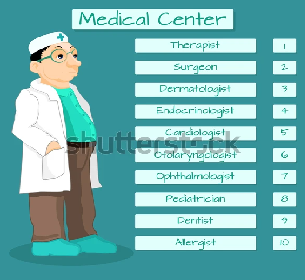 Medical Center
Therapist 1
Surgeon 2
Dermatologist 3
Endocrinologist 4
Cardiologist 5
shutterstock
Otolaryngologist 6
Ophthalmologist 7
Pediatrician 8
Dentist 9
Allergist 10